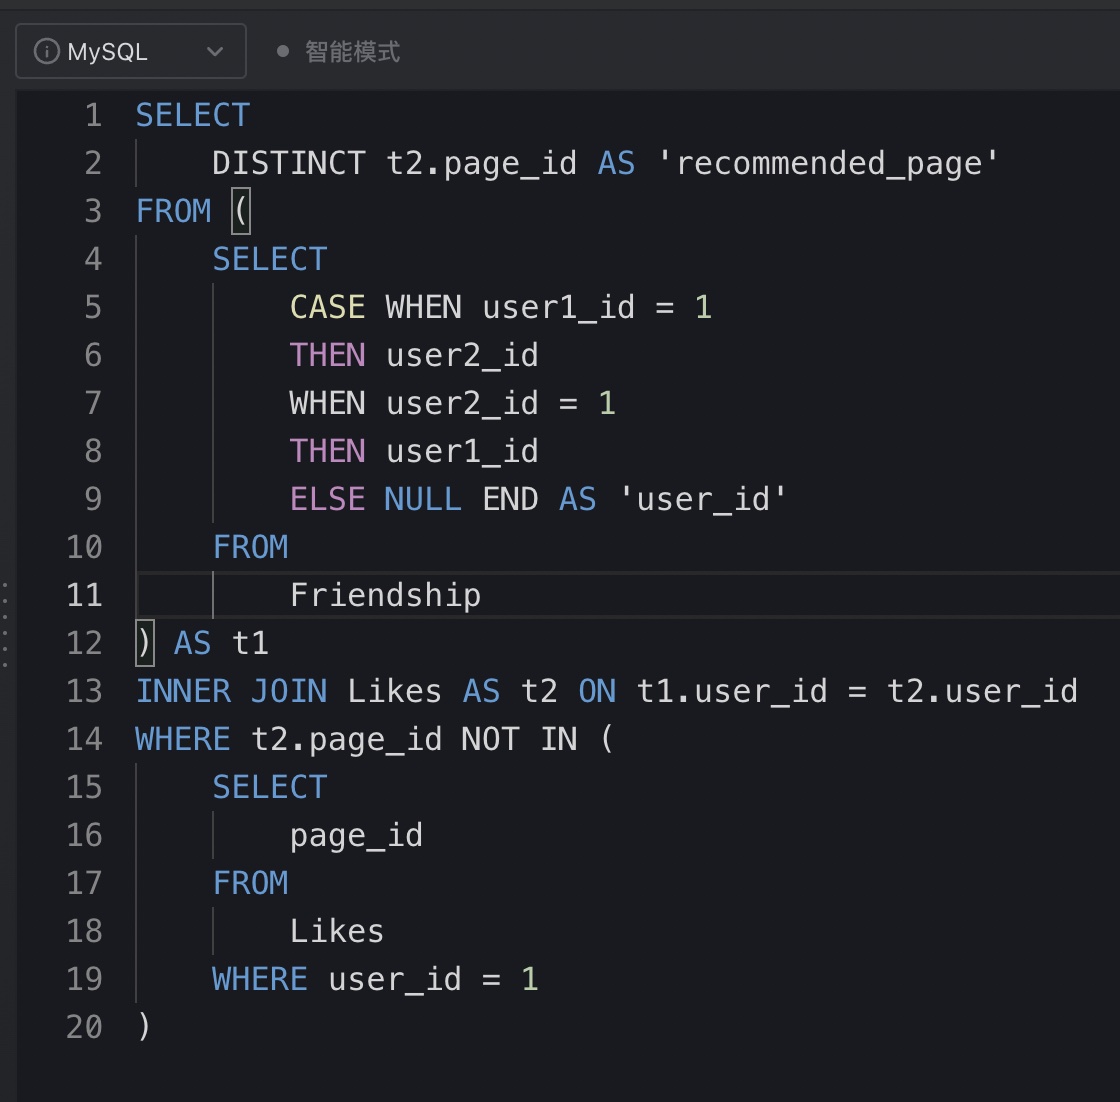 MySQL 智能模式
1 SELECT
2 DISTINCT t2.page_id AS 'recommended_page'
3 FROM (
4 SELECT
5 CASE WHEN user1_id = 1
6 THEN user2_id
7 WHEN user2_id = 1
8 THEN user1_id
9 ELSE NULL END AS 'user_id'
10 FROM
11 Friendship
12 ) AS t1
13 INNER JOIN Likes AS t2 ON t1.user_id = t2.user_id
14 WHERE t2.page_id NOT IN (
15 SELECT
16 page_id
17 FROM
18 Likes
19 WHERE user_id = 1
20 )